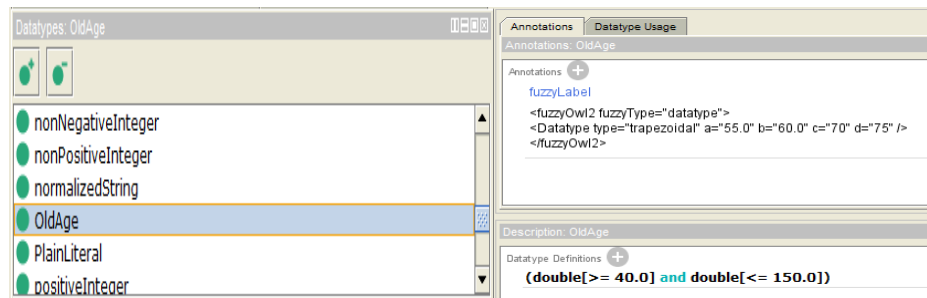 Datatypes: OldAge
nonNegativeInteger
nonPositiveInteger
normalizedString
OldAge
PlainLiteral
positiveInteger
Annotations Datatype Usage
Annotations: OldAge
Annotations
fuzzyLabel
<fuzzyOwl2 fuzzyType="datatype">
<Datatype type="trapezoidal" a="55.0" b="60.0" c="70" d="75" />
</fuzzyOwl2>
Description: OldAge
Datatype Definitions
(double[>= 40.0] and double[<= 150.0])